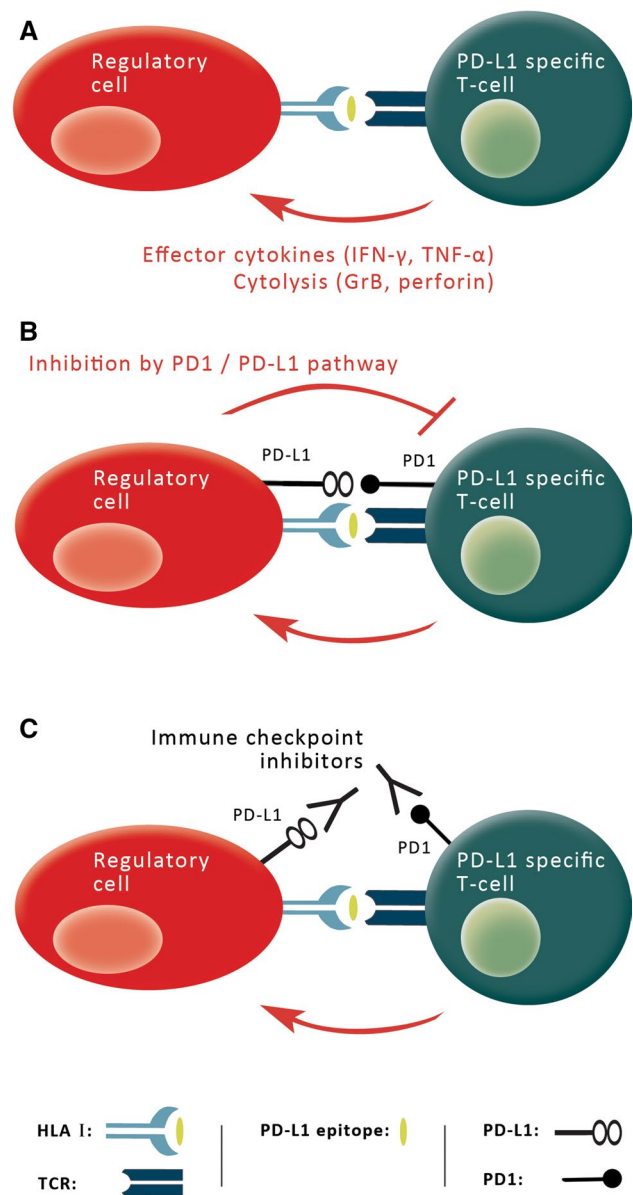 A
Regulatory
cell
PD-L1 specific
T-cell
Effector cytokines (IFN-γ, TNF-α)
Cytolysis (GrB, perforin)
B
Inhibition by PD1 / PD-L1 pathway
PD-L1
PD1
Regulatory
cell
PD-L1 specific
T-cell
C
Immune checkpoint
inhibitors
PD-L1
PD1
Regulatory
cell
PD-L1 specific
T-cell
HLA I:
PD-L1 epitope:
PD-L1:
TCR:
PD1: